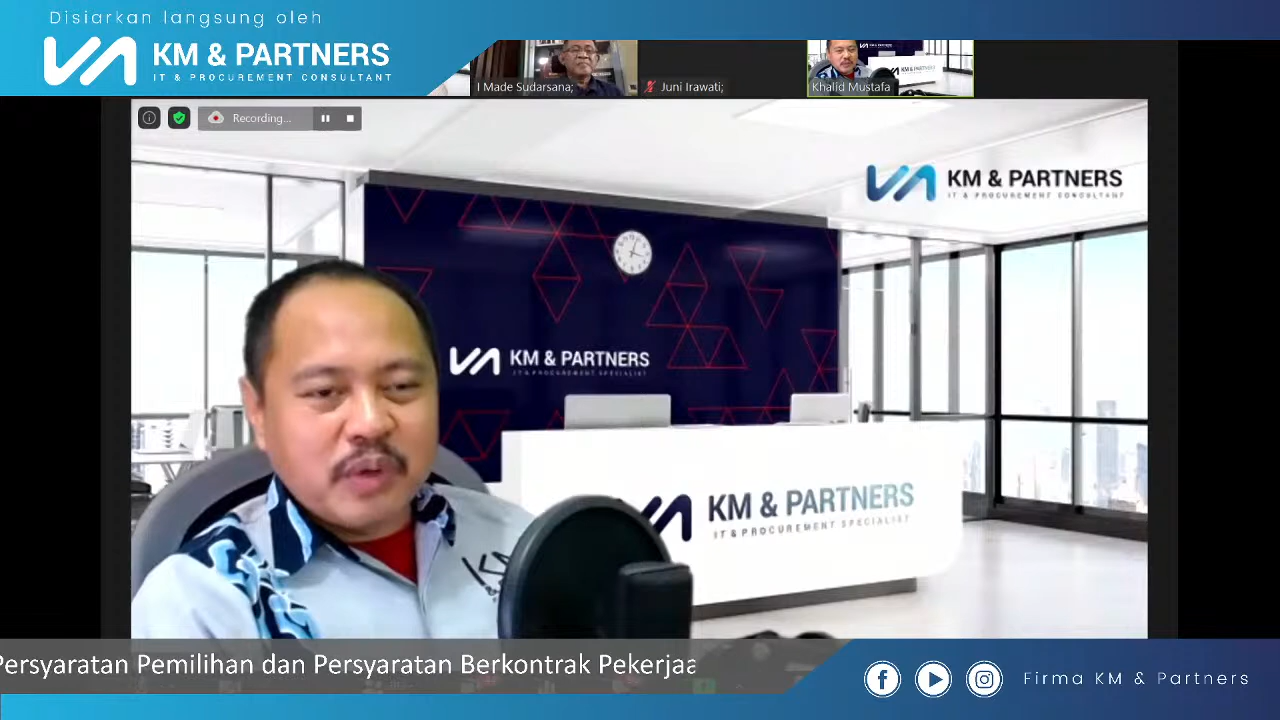 Disiarkan langsung oleh
KM & PARTNERS
IT & PROCUREMENT CONSULTANT
I Made Sudarsana;
Juni Irawati;
Khalid Mustafa
Recording...
KM & PARTNERS
IT & PROCUREMENT CONSULTANT
KM & PARTNERS
IT & PROCUREMENT SPECIALIST
KM & PARTNERS
IT & PROCUREMENT SPECIALIST
Persyaratan Pemilihan dan Persyaratan Berkontrak Pekerjaa
Firma KM & Partners